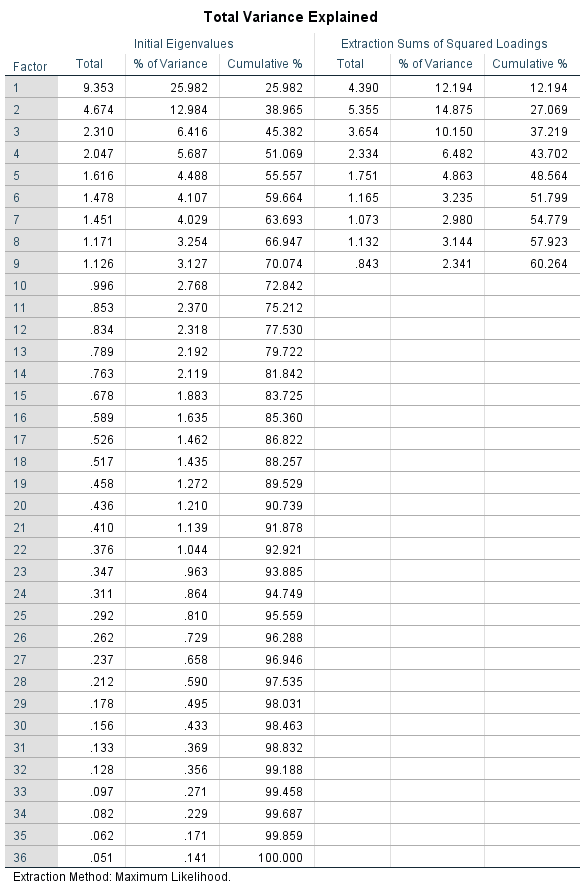 Total Variance Explained
Initial Eigenvalues Extraction Sums of Squared Loadings
Factor Total % of Variance Cumulative % Total % of Variance Cumulative %
1 9.353 25.982 25.982 4.390 12.194 12.194
2 4.674 12.984 38.965 5.355 14.875 27.069
3 2.310 6.416 45.382 3.654 10.150 37.219
4 2.047 5.687 51.069 2.334 6.482 43.702
5 1.616 4.488 55.557 1.751 4.863 48.564
6 1.478 4.107 59.664 1.165 3.235 51.799
7 1.451 4.029 63.693 1.073 2.980 54.779
8 1.171 3.254 66.947 1.132 3.144 57.923
9 1.126 3.127 70.074 .843 2.341 60.264
10 .996 2.768 72.842
11 .853 2.370 75.212
12 .834 2.318 77.530
13 .789 2.192 79.722
14 .763 2.119 81.842
15 .678 1.883 83.725
16 .589 1.635 85.360
17 .526 1.462 86.822
18 .517 1.435 88.257
19 .458 1.272 89.529
20 .436 1.210 90.739
21 .410 1.139 91.878
22 .376 1.044 92.921
23 .347 .963 93.885
24 .311 .864 94.749
25 .292 .810 95.559
26 .262 .729 96.288
27 .237 .658 96.946
28 .212 .590 97.535
29 .178 .495 98.031
30 .156 .433 98.463
31 .133 .369 98.832
32 .128 .356 99.188
33 .097 .271 99.458
34 .082 .229 99.687
35 .062 .171 99.859
36 .051 .141 100.000
Extraction Method: Maximum Likelihood.